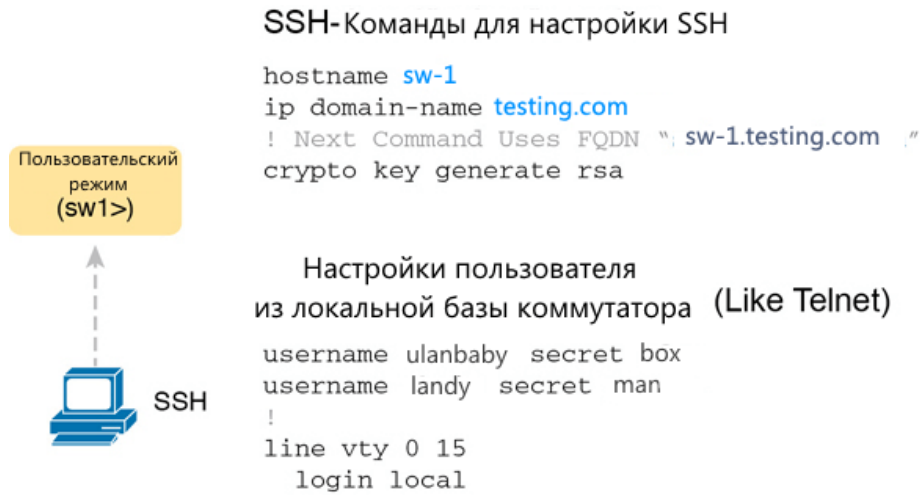 SSH-Команды для настройки SSH
hostname sw-1
ip domain-name testing.com
! Next Command Uses FQDN “ sw-1.testing.com ”
crypto key generate rsa
Пользовательский
режим
(sw1>)
SSH
Настройки пользователя
из локальной базы коммутатора (Like Telnet)
username ulanbaby secret box
username landy secret man
!
line vty 0 15
login local